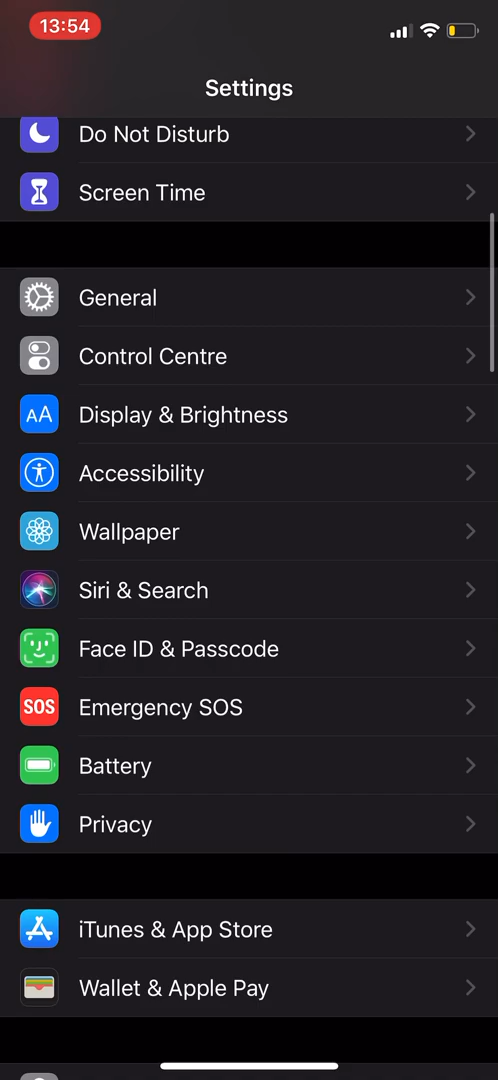 13:54
Settings
Do Not Disturb
Screen Time
General
Control Centre
AA Display & Brightness
Accessibility
Wallpaper
Siri & Search
Face ID & Passcode
SOS Emergency SOS
Battery
Privacy
iTunes & App Store
Wallet & Apple Pay